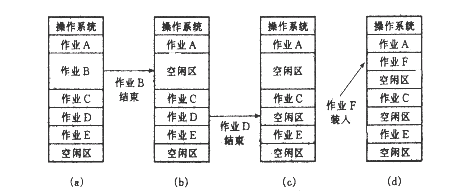 操作系统
作业A
作业B
作业C
作业D
作业E
空闲区
(a)
作业B
结束
操作系统
作业A
空闲区
作业C
作业D
作业E
空闲区
(b)
作业D
结束
操作系统
作业A
空闲区
作业C
空闲区
作业E
空闲区
(c)
作业F
装入
操作系统
作业A
作业F
空闲区
作业C
空闲区
作业E
空闲区
(d)